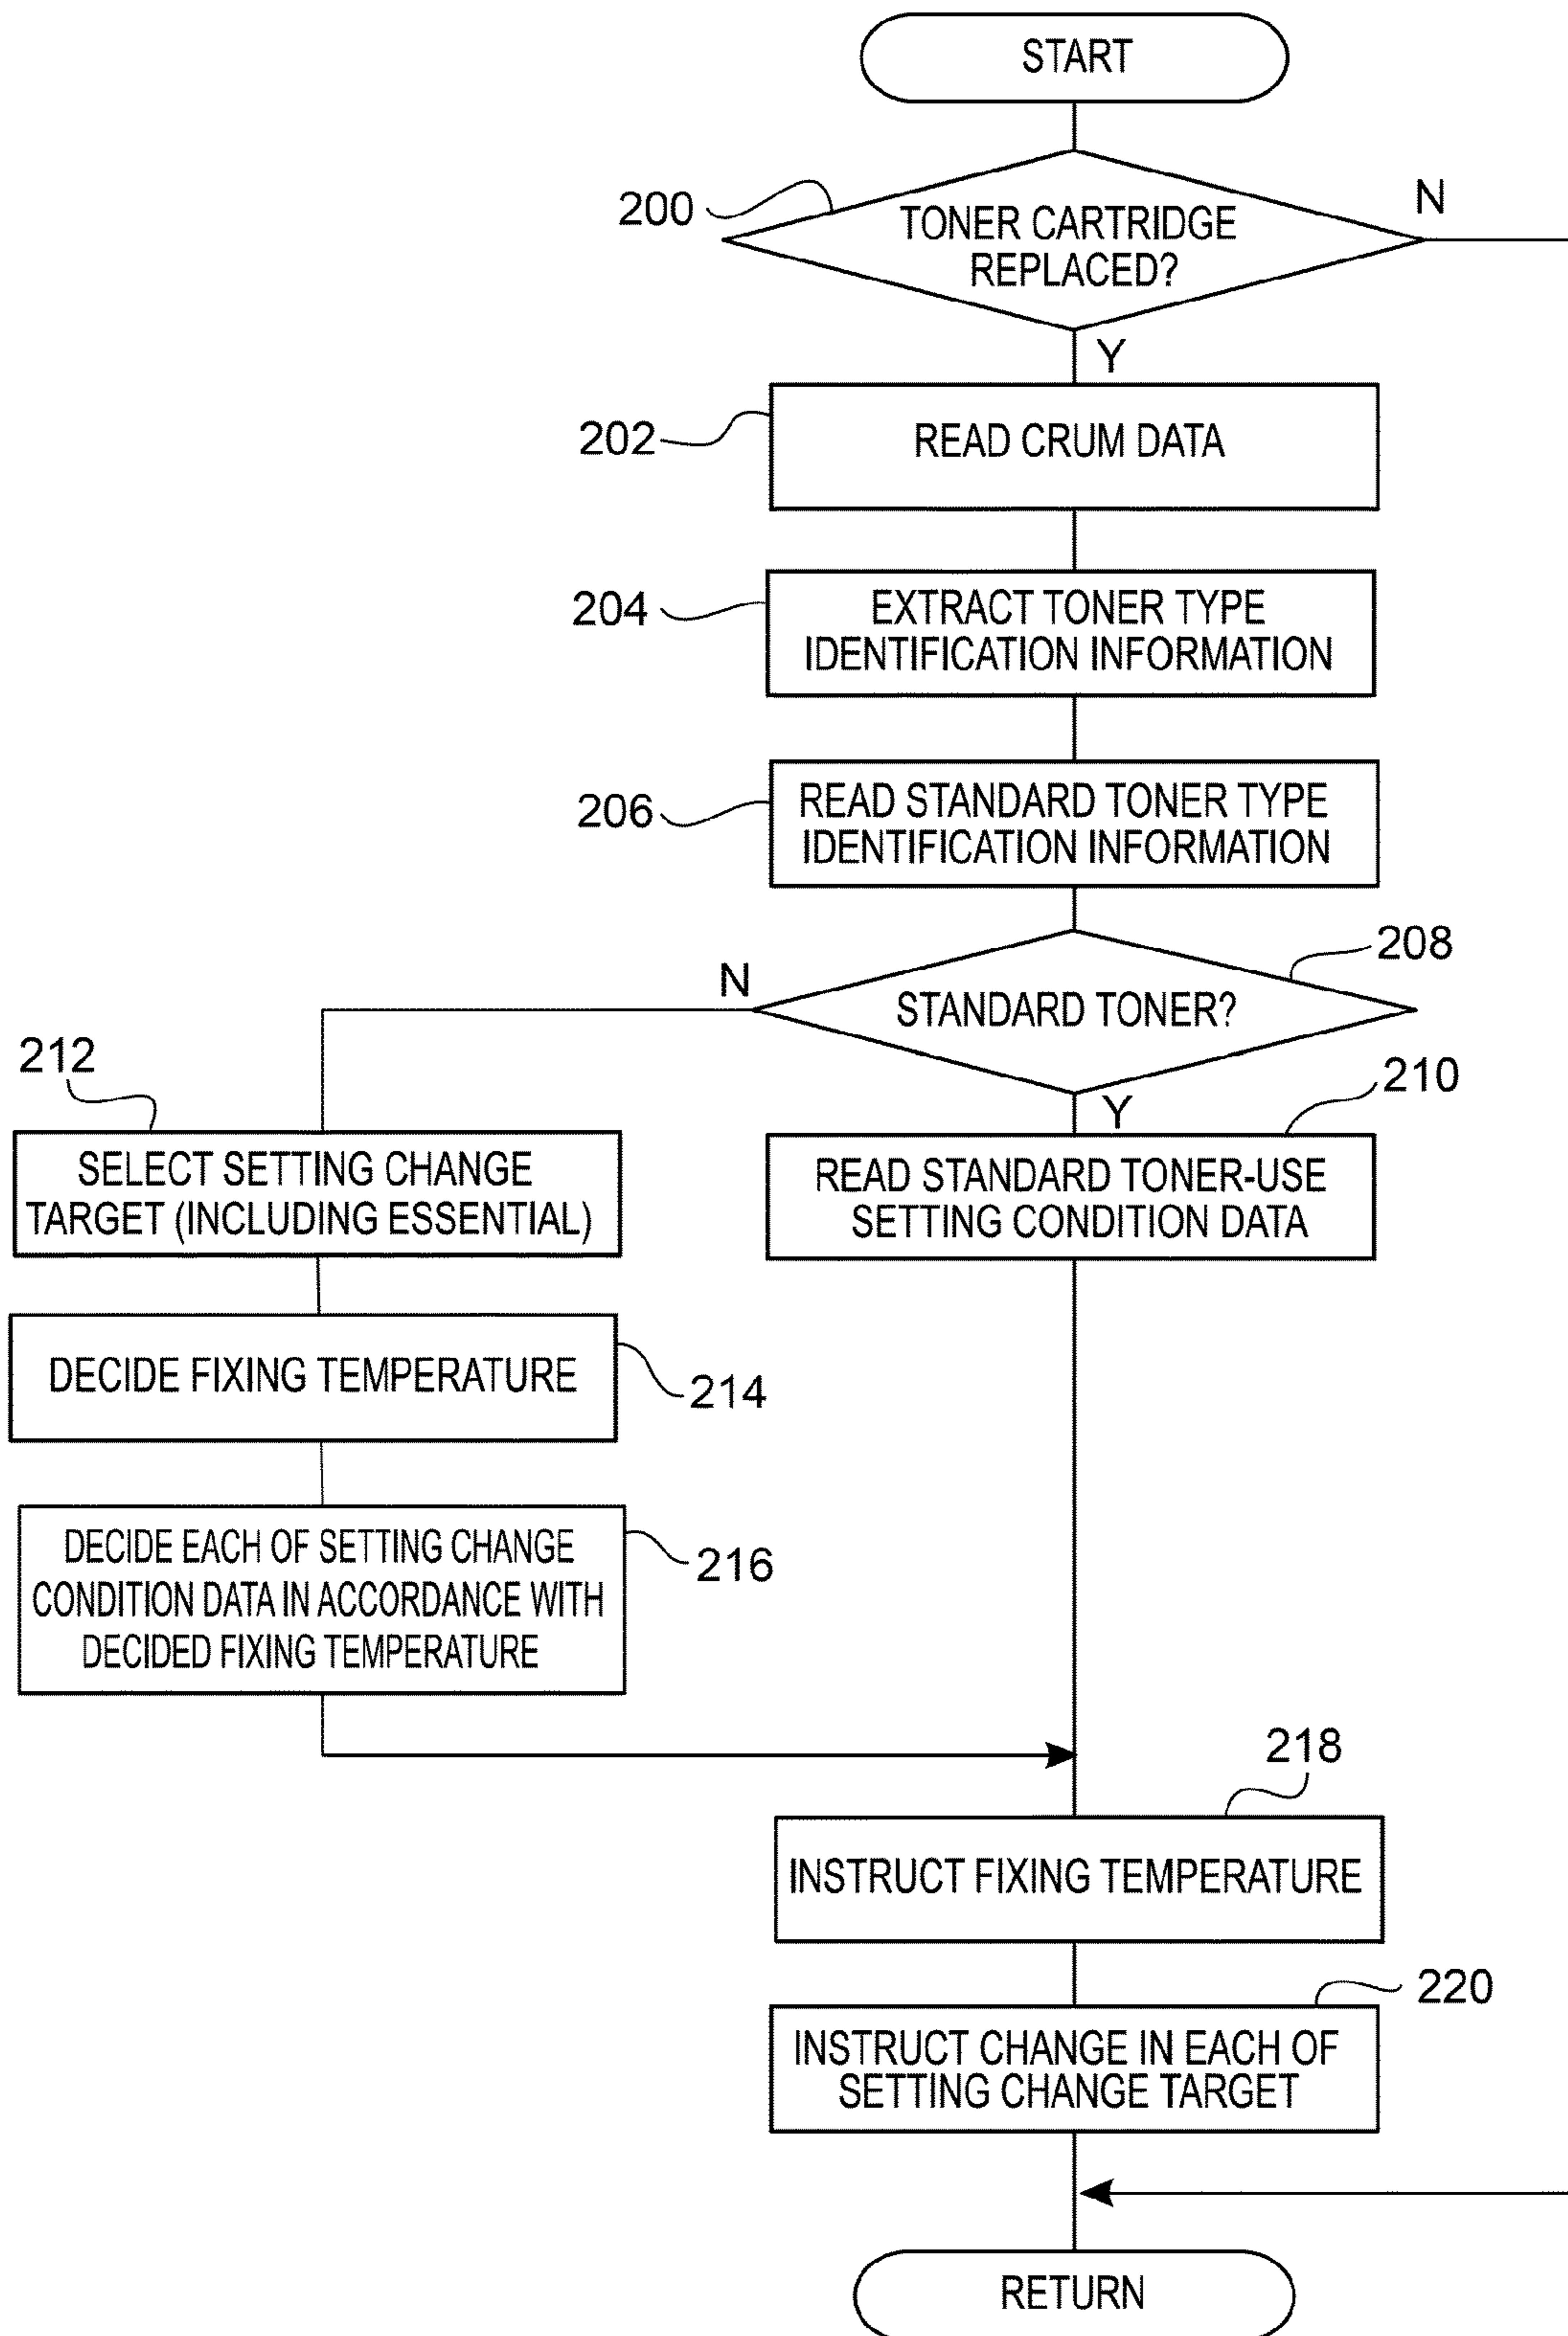 START
200
TONER CARTRIDGE
REPLACED?
N
Y
202
READ CRUM DATA
204
EXTRACT TONER TYPE
IDENTIFICATION INFORMATION
206
READ STANDARD TONER TYPE
IDENTIFICATION INFORMATION
208
N
STANDARD TONER?
Y
212
SELECT SETTING CHANGE
TARGET (INCLUDING ESSENTIAL)
210
READ STANDARD TONER-USE
SETTING CONDITION DATA
DECIDE FIXING TEMPERATURE
214
DECIDE EACH OF SETTING CHANGE
CONDITION DATA IN ACCORDANCE WITH
DECIDED FIXING TEMPERATURE
216
218
INSTRUCT FIXING TEMPERATURE
220
INSTRUCT CHANGE IN EACH OF
SETTING CHANGE TARGET
RETURN